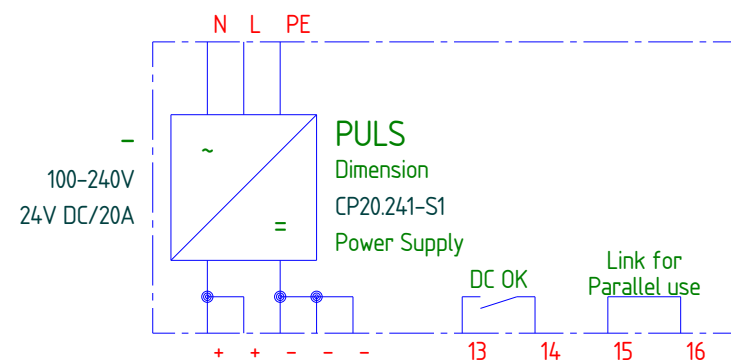 N L PE
–
100-240V
24V DC/20A
~
=
PULS
Dimension
CP20.241-S1
Power Supply
DC OK
Link for
Parallel use
+ + – – – 13 14 15 16